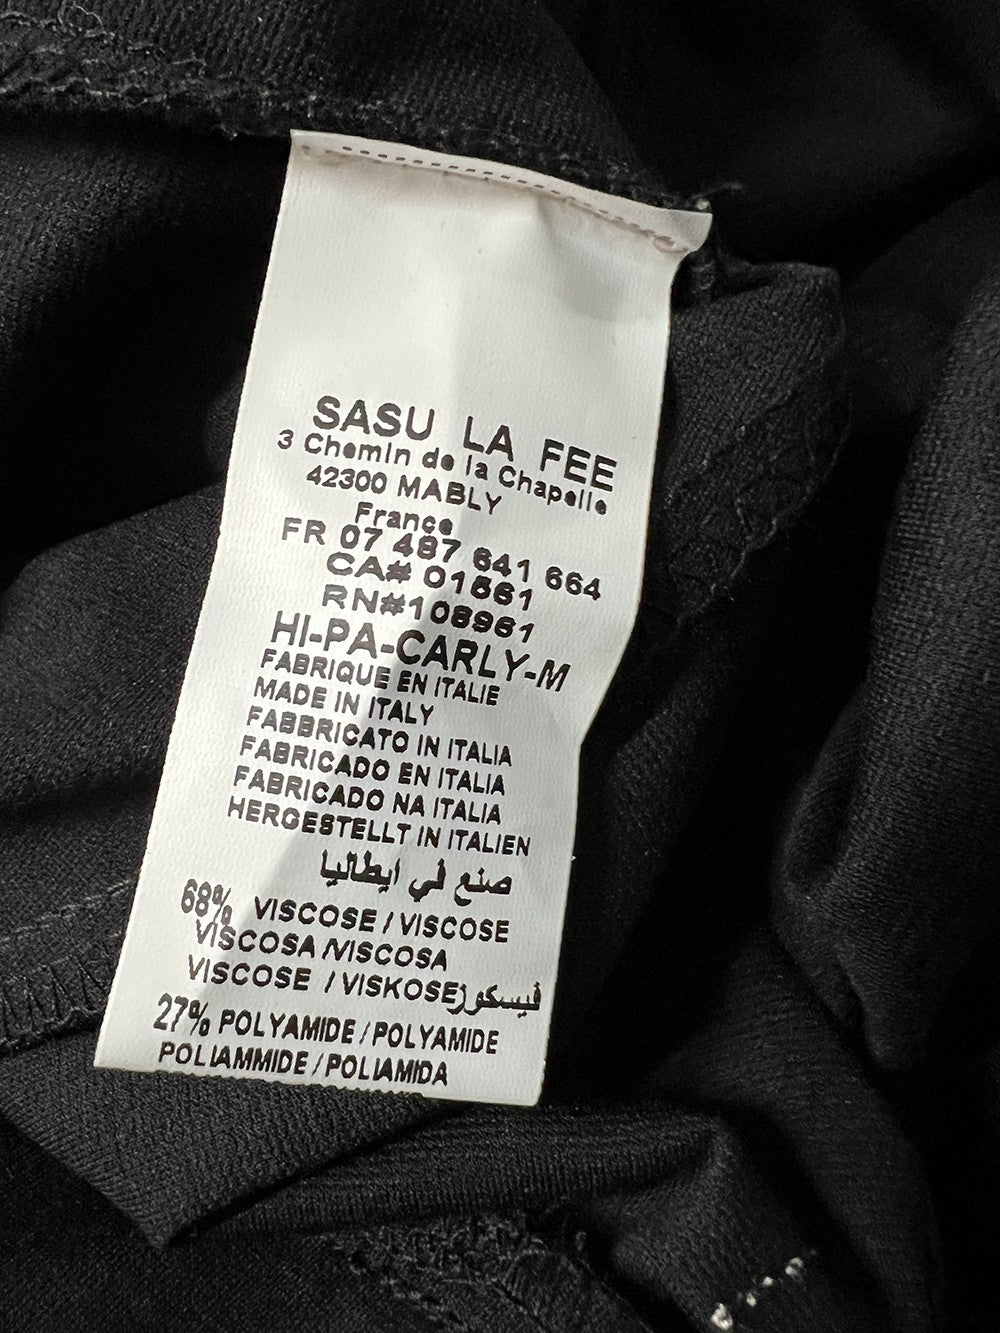 SASU LA FEE
3 Chemin de la Chapelle
42300 MABLY
France
FR 07 487 641 664
CA# 01561
RN#108961
HI-PA-CARLY-M
FABRIQUE EN ITALIE
MADE IN ITALY
FABBRICATO IN ITALIA
FABRICADO EN ITALIA
FABRICADO NA ITALIA
HERGESTELLT IN ITALIEN
صنع في ايطاليا
68% VISCOSE / VISCOSE
VISCOSA /VISCOSA
VISCOSE / VISKOSE فيسكوز
27% POLYAMIDE / POLYAMIDE
POLIAMMIDE / POLIAMIDA